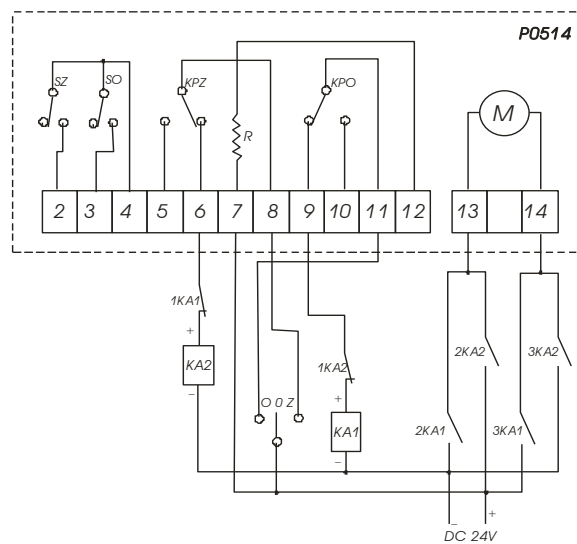 P0514
SZ SO KPZ KPO
R M
2 3 4 5 6 7 8 9 10 11 12 13 14
1KA1
+
KA2
−
O 0 Z
1KA2
+
KA1
−
2KA2 3KA2
2KA1 3KA1
− +
DC 24V